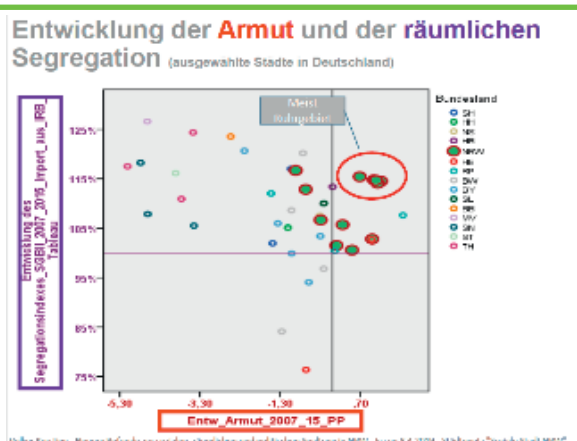 Entwicklung der Armut und der räumlichen
Segregation (ausgewählte Städte in Deutschland)
Meist
Ruhrgebiet
Entwicklung des
Segregationsindexes_SGBII_2007_2015_Import_aus_IRB_
Tableau
125%
115%
105%
95%
85%
75%
-5,30
-3,30
-1,30
,70
Entw_Armut_2007_15_PP
Bundesland
SH
HH
NS
HB
NRW
HE
RP
BW
BY
SL
BB
MV
SN
ST
TH